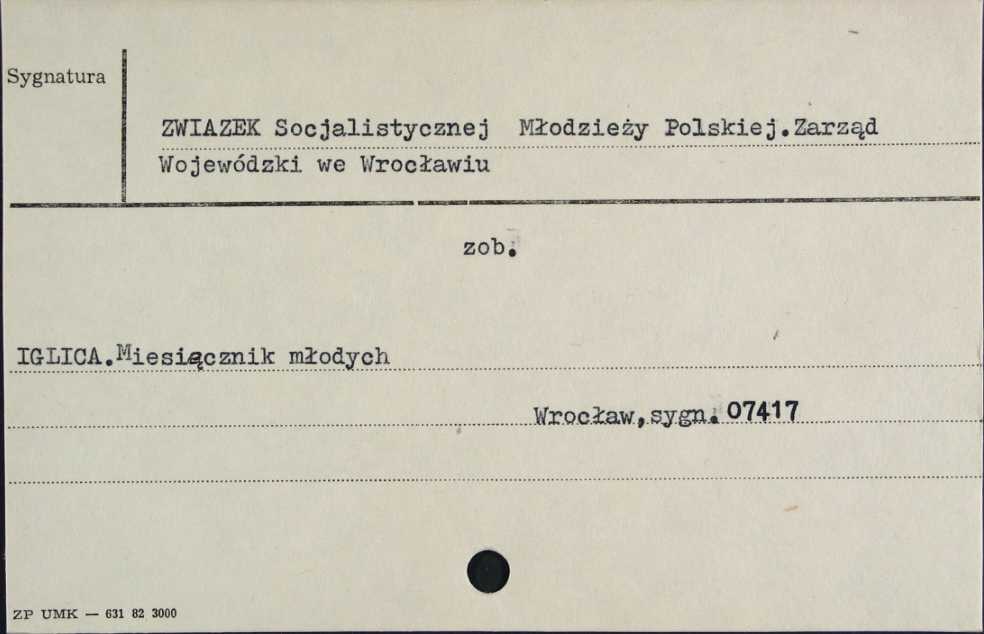 Sygnatura
ZWIAZEK Socjalistycznej Młodzieży Polskiej.Zarząd
Wojewódzki we Wrocławiu
zob.
IGLICA.Miesięcznik młodych
Wrocław,sygn. 07417
ZP UMK — 631 82 3000